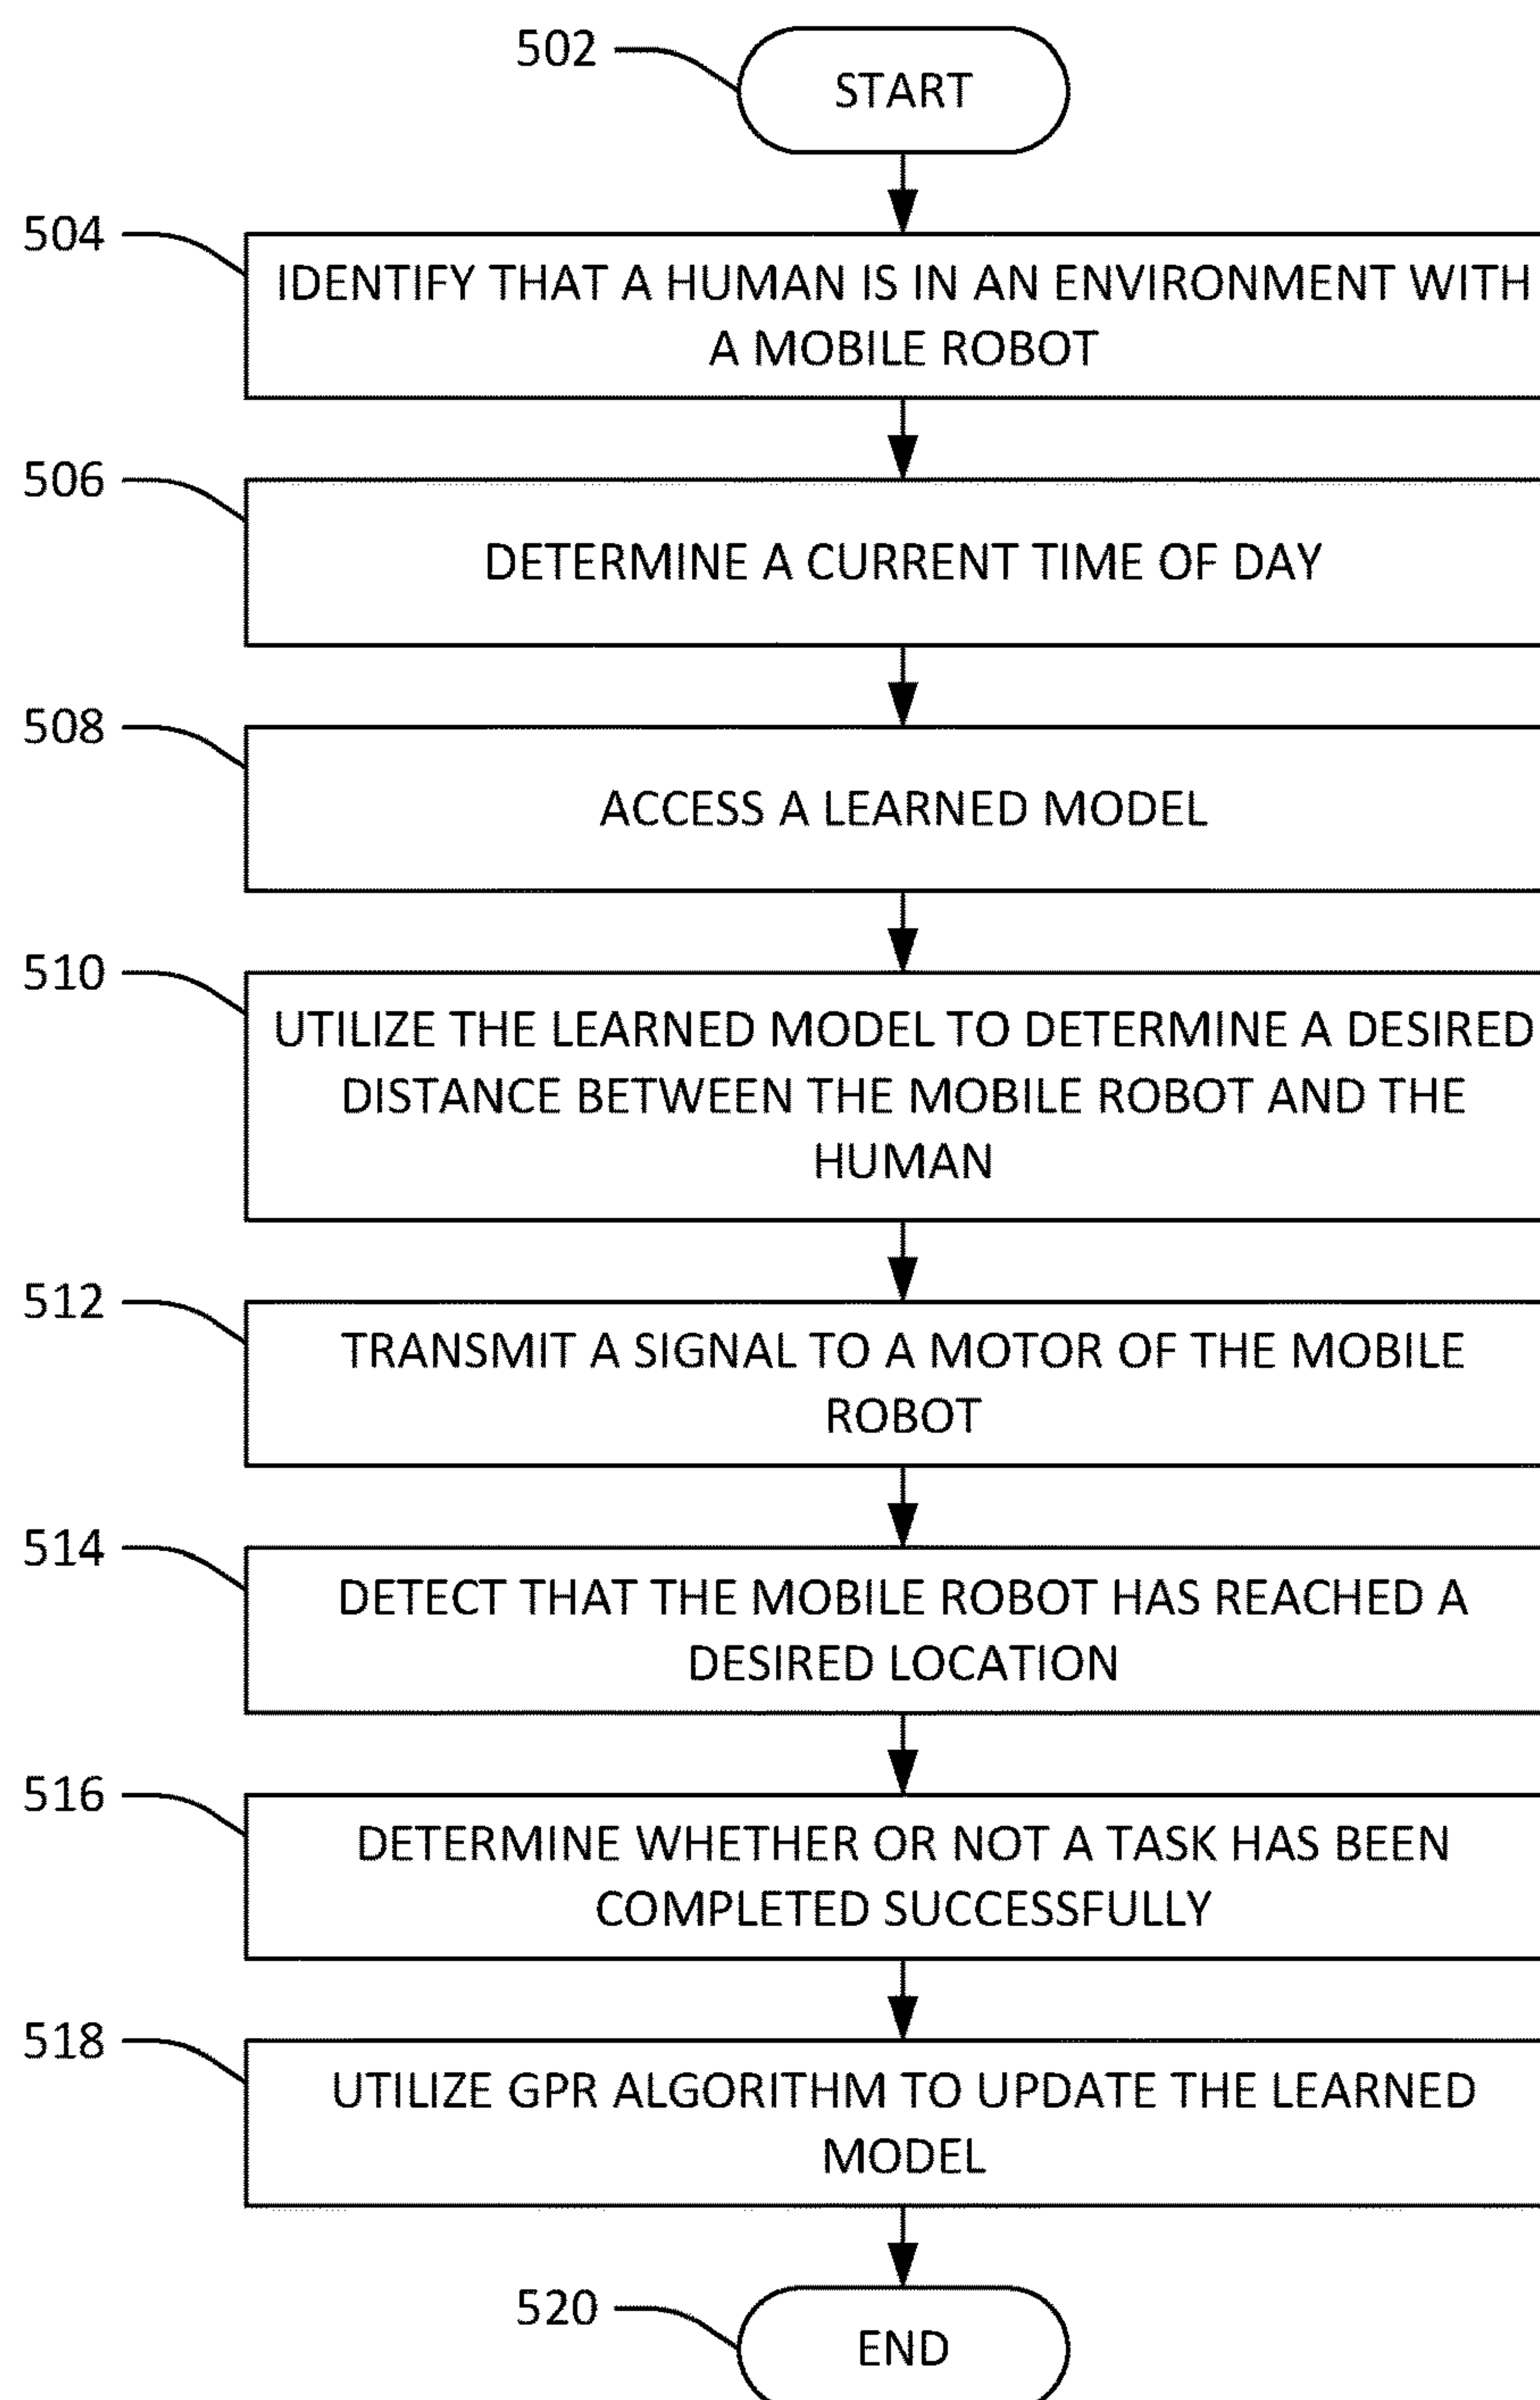 502
START
504
IDENTIFY THAT A HUMAN IS IN AN ENVIRONMENT WITH
A MOBILE ROBOT
506
DETERMINE A CURRENT TIME OF DAY
508
ACCESS A LEARNED MODEL
510
UTILIZE THE LEARNED MODEL TO DETERMINE A DESIRED
DISTANCE BETWEEN THE MOBILE ROBOT AND THE
HUMAN
512
TRANSMIT A SIGNAL TO A MOTOR OF THE MOBILE
ROBOT
514
DETECT THAT THE MOBILE ROBOT HAS REACHED A
DESIRED LOCATION
516
DETERMINE WHETHER OR NOT A TASK HAS BEEN
COMPLETED SUCCESSFULLY
518
UTILIZE GPR ALGORITHM TO UPDATE THE LEARNED
MODEL
520
END